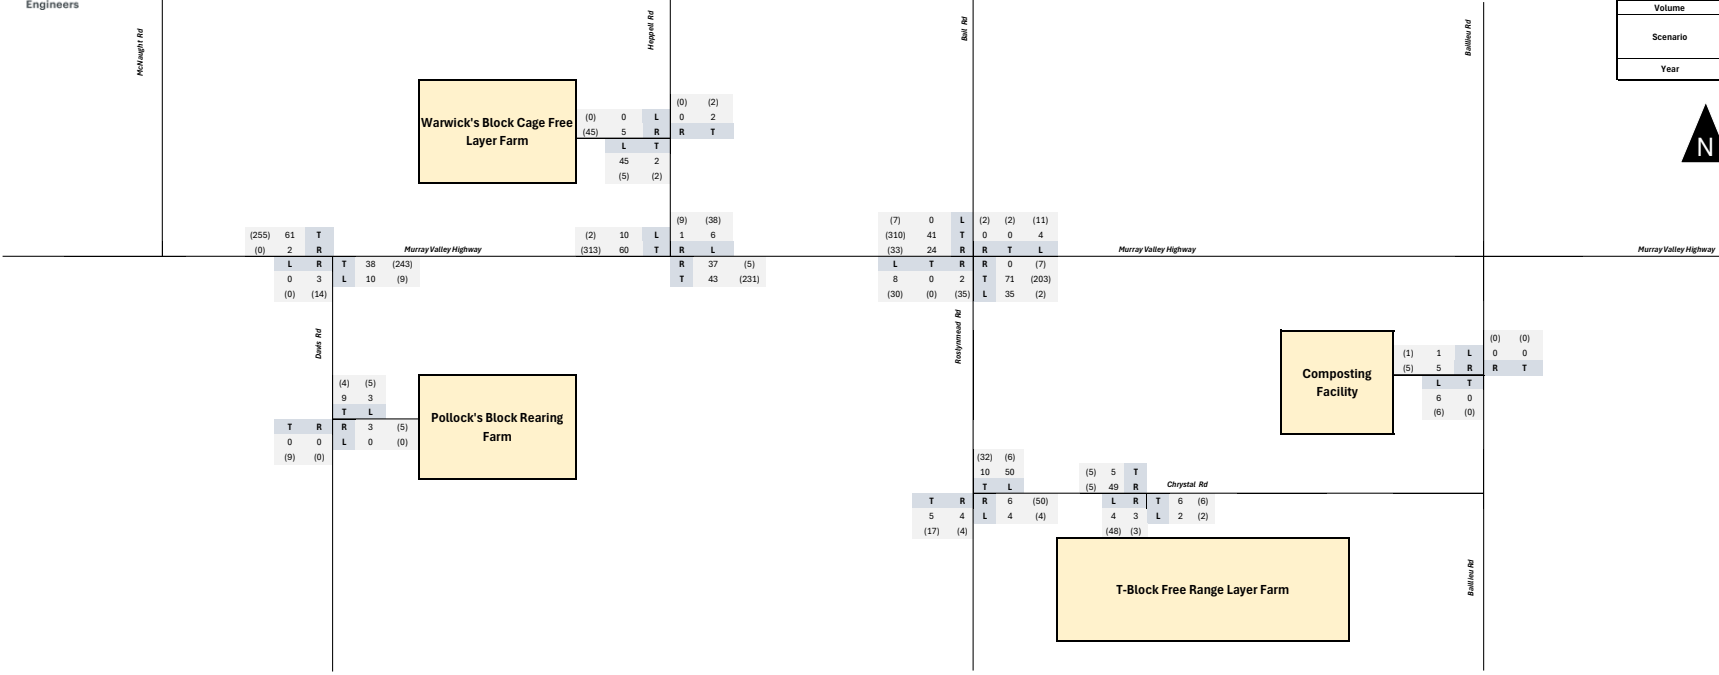 Engineers
Volume
Scenario
Year
N
McNaught Rd
Heppell Rd
Ball Rd
Baillieu Rd
Warwick's Block Cage Free
Layer Farm
(0) (2)
(0) 0 L 0 2
(45) 5 R R T
L T
45 2
(5) (2)
(255) 61 T
(0) 2 R
Murray Valley Highway
L R T 38 (243)
0 3 L 10 (9)
(0) (14)
(9) (38)
(2) 10 L 1 6
(313) 60 T R L
R 37 (5)
T 43 (231)
(7) 0 L (2) (2) (11)
(310) 41 T 0 0 4
(33) 24 R R T L
Murray Valley Highway
Murray Valley Highway
L T R R 0 (7)
8 0 2 T 71 (203)
(30) (0) (35) L 35 (2)
Davis Rd
Roslynmead Rd
(4) (5)
9 3
T L
T R R 3 (5)
0 0 L 0 (0)
(9) (0)
Pollock's Block Rearing
Farm
Composting
Facility
(0) (0)
(1) 1 L 0 0
(5) 5 R R T
L T
6 0
(6) (0)
(32) (6)
10 50
T L
T R R 6 (50)
5 4 L 4 (4)
(17) (4)
(5) 5 T
(5) 49 R
Chrystal Rd
L R T 6 (6)
4 3 L 2 (2)
(48) (3)
T-Block Free Range Layer Farm
Baillieu Rd